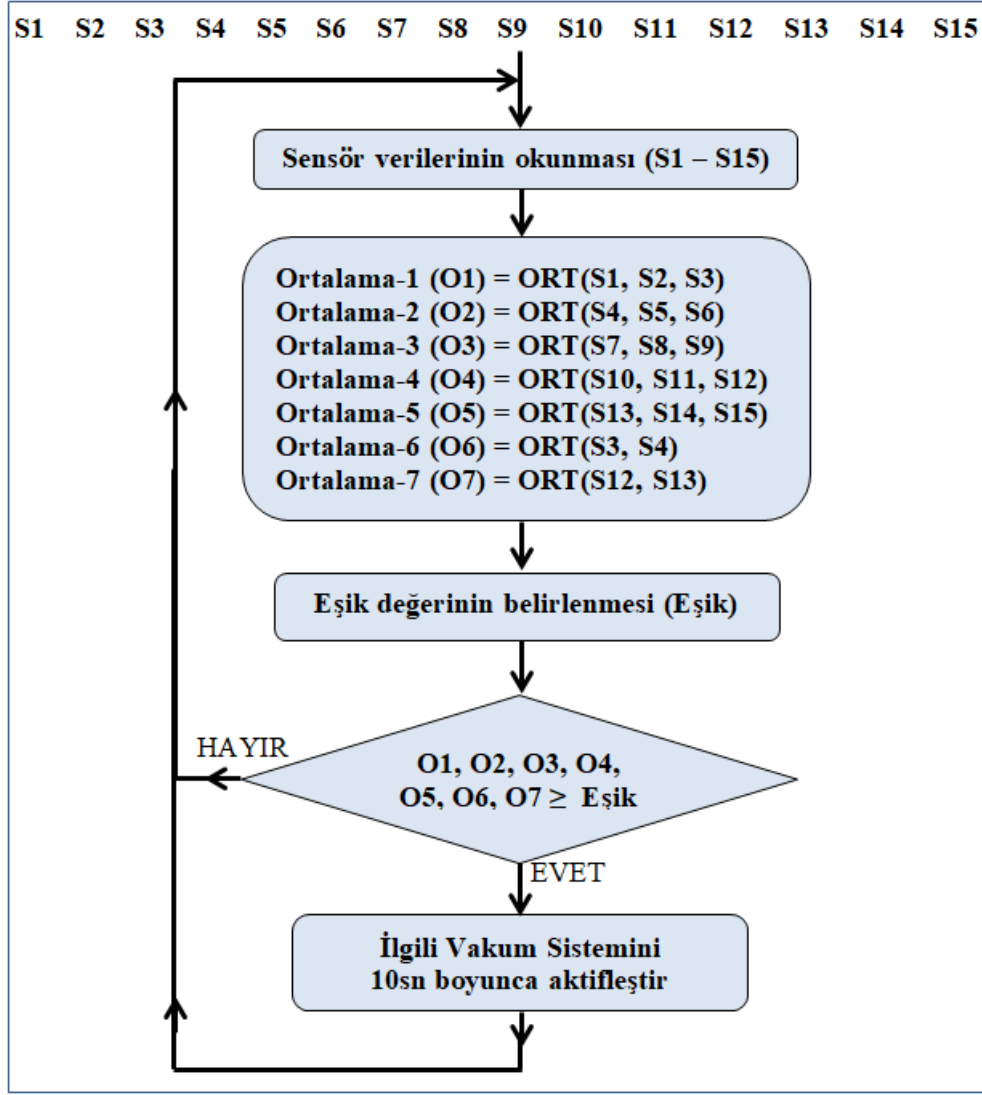 S1 S2 S3 S4 S5 S6 S7 S8 S9 S10 S11 S12 S13 S14 S15
Sensör verilerinin okunması (S1 – S15)
Ortalama-1 (O1) = ORT(S1, S2, S3)
Ortalama-2 (O2) = ORT(S4, S5, S6)
Ortalama-3 (O3) = ORT(S7, S8, S9)
Ortalama-4 (O4) = ORT(S10, S11, S12)
Ortalama-5 (O5) = ORT(S13, S14, S15)
Ortalama-6 (O6) = ORT(S3, S4)
Ortalama-7 (O7) = ORT(S12, S13)
Eşik değerinin belirlenmesi (Eşik)
HAYIR
O1, O2, O3, O4,
O5, O6, O7 ≥ Eşik
EVET
İlgili Vakum Sistemini
10sn boyunca aktifleştir